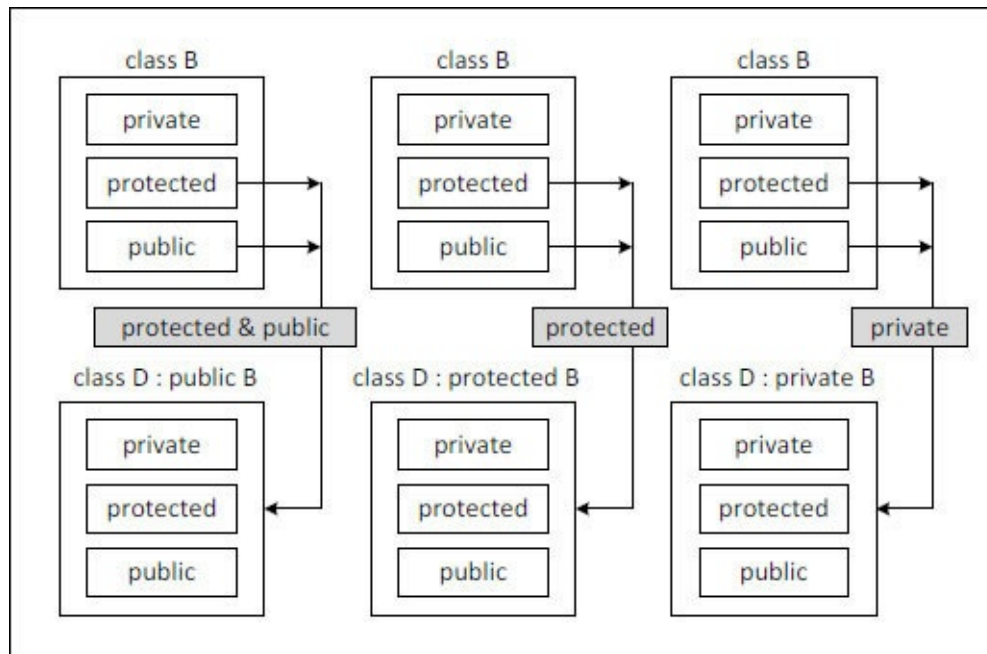 class B
private
protected
public
protected & public
class D : public B
private
protected
public
class B
private
protected
public
protected
class D : protected B
private
protected
public
class B
private
protected
public
private
class D : private B
private
protected
public